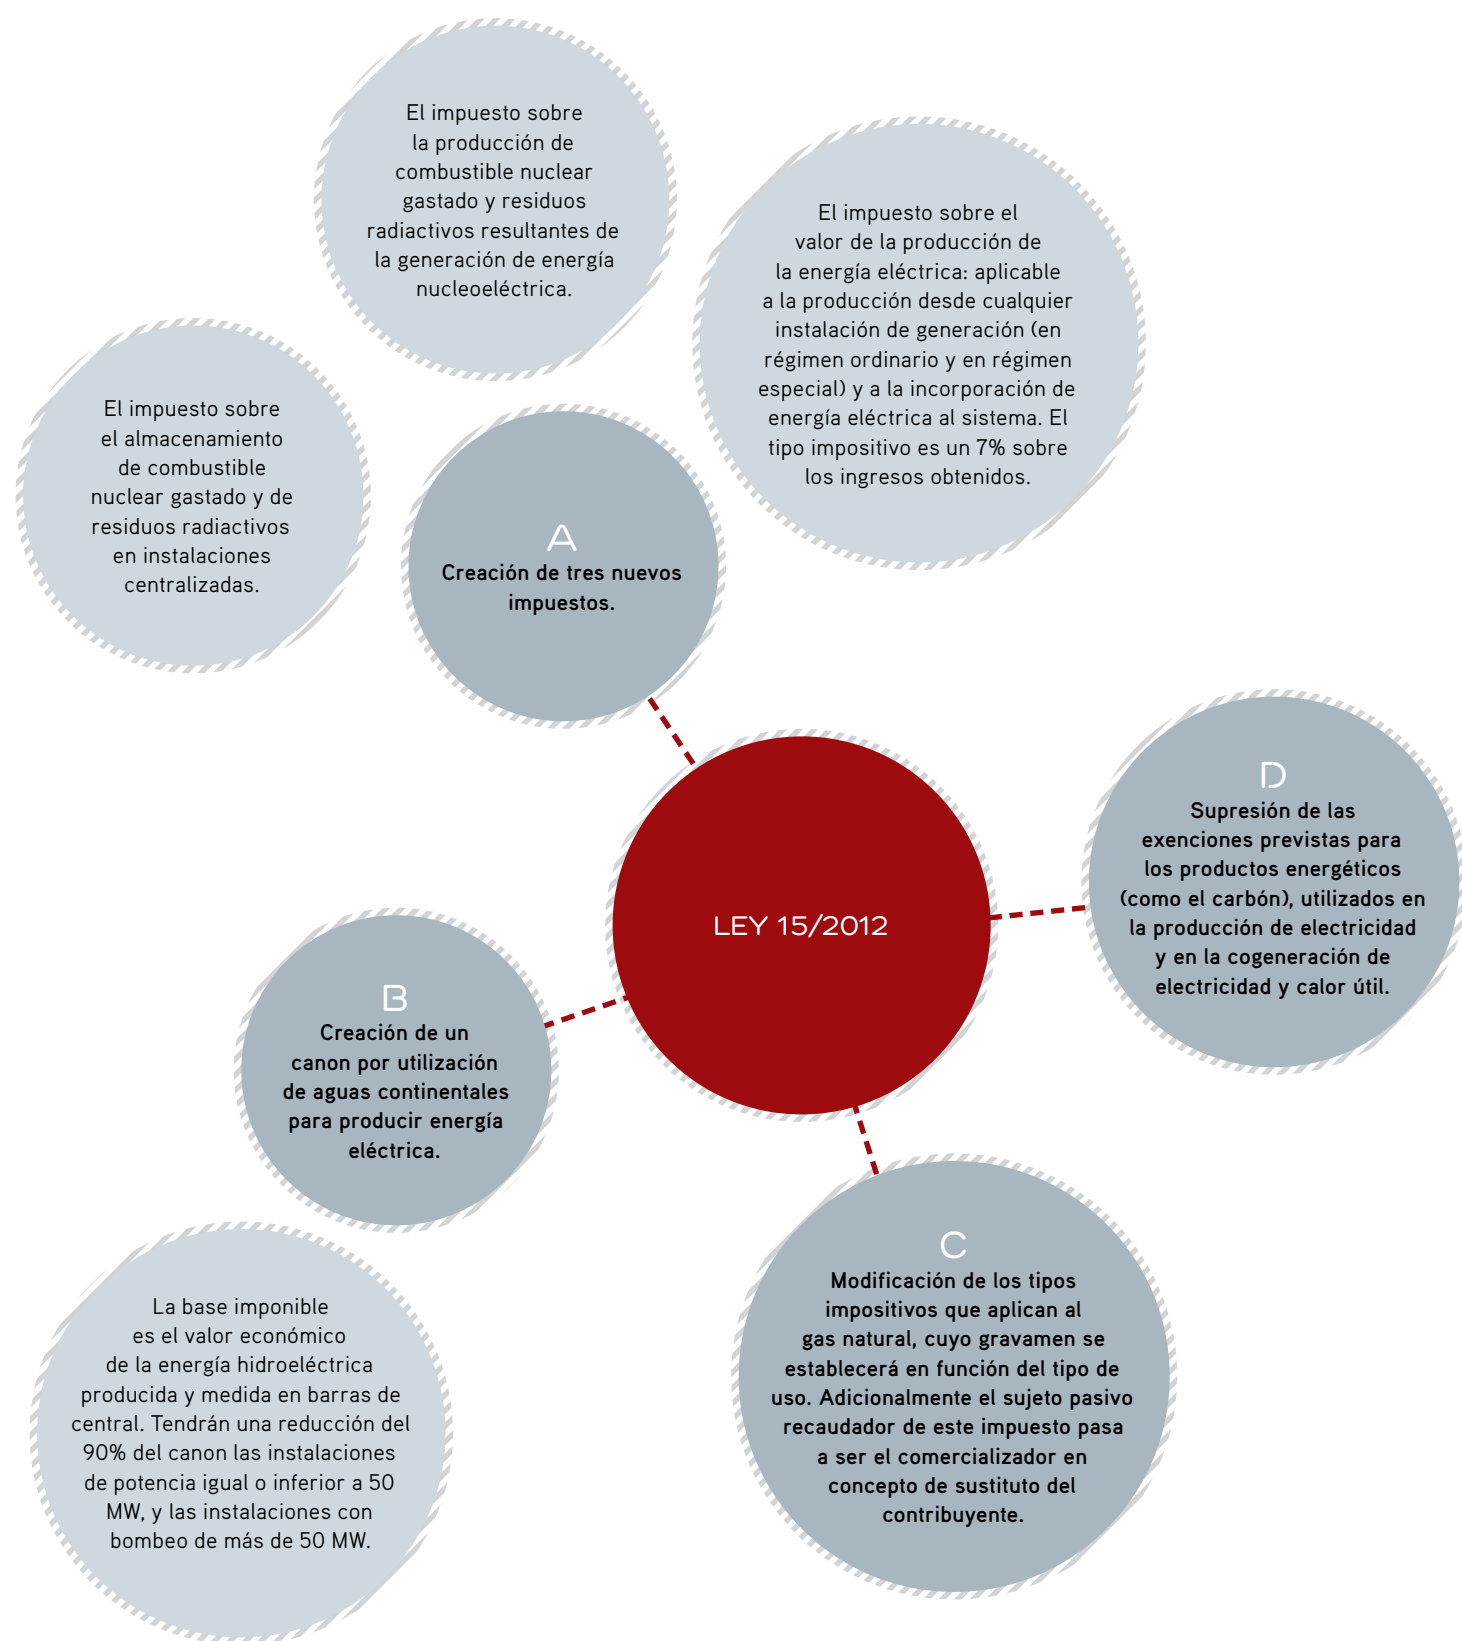 El impuesto sobre
la producción de
combustible nuclear
gastado y residuos
radiactivos resultantes de
la generación de energía
nucleoeléctrica.
El impuesto sobre el
valor de la producción de
la energía eléctrica: aplicable
a la producción desde cualquier
instalación de generación (en
régimen ordinario y en régimen
especial) y a la incorporación de
energía eléctrica al sistema. El
tipo impositivo es un 7% sobre
los ingresos obtenidos.
El impuesto sobre
el almacenamiento
de combustible
nuclear gastado y de
residuos radiactivos
en instalaciones
centralizadas.
A
Creación de tres nuevos
impuestos.
D
Supresión de las
exenciones previstas para
los productos energéticos
(como el carbón), utilizados en
la producción de electricidad
y en la cogeneración de
electricidad y calor útil.
LEY 15/2012
B
Creación de un
canon por utilización
de aguas continentales
para producir energía
eléctrica.
C
Modificación de los tipos
impositivos que aplican al
gas natural, cuyo gravamen se
establecerá en función del tipo de
uso. Adicionalmente el sujeto pasivo
recaudador de este impuesto pasa
a ser el comercializador en
concepto de sustituto del
contribuyente.
La base imponible
es el valor económico
de la energía hidroeléctrica
producida y medida en barras de
central. Tendrán una reducción del
90% del canon las instalaciones
de potencia igual o inferior a 50
MW, y las instalaciones con
bombeo de más de 50 MW.